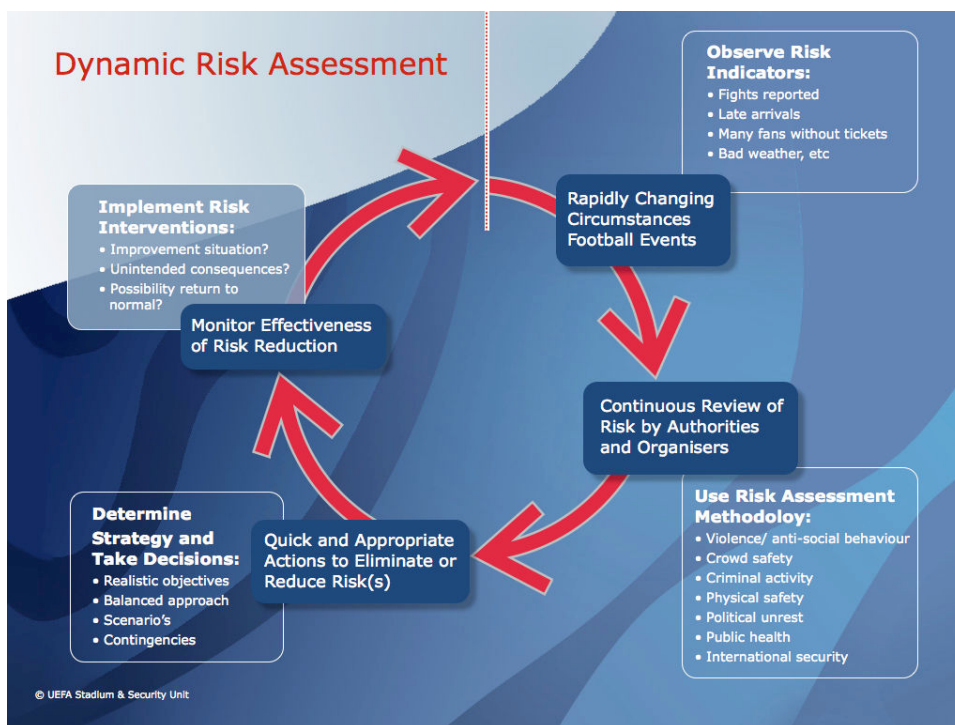 Dynamic Risk Assessment
Observe Risk
Indicators:
• Fights reported
• Late arrivals
• Many fans without tickets
• Bad weather, etc
Rapidly Changing
Circumstances
Football Events
Continuous Review of
Risk by Authorities
and Organisers
Use Risk Assessment
Methodoloy:
• Violence/ anti-social behaviour
• Crowd safety
• Criminal activity
• Physical safety
• Political unrest
• Public health
• International security
Quick and Appropriate
Actions to Eliminate or
Reduce Risk(s)
Determine
Strategy and
Take Decisions:
• Realistic objectives
• Balanced approach
• Scenario's
• Contingencies
Implement Risk
Interventions:
• Improvement situation?
• Unintended consequences?
• Possibility return to
normal?
Monitor Effectiveness
of Risk Reduction
© UEFA Stadium & Security Unit